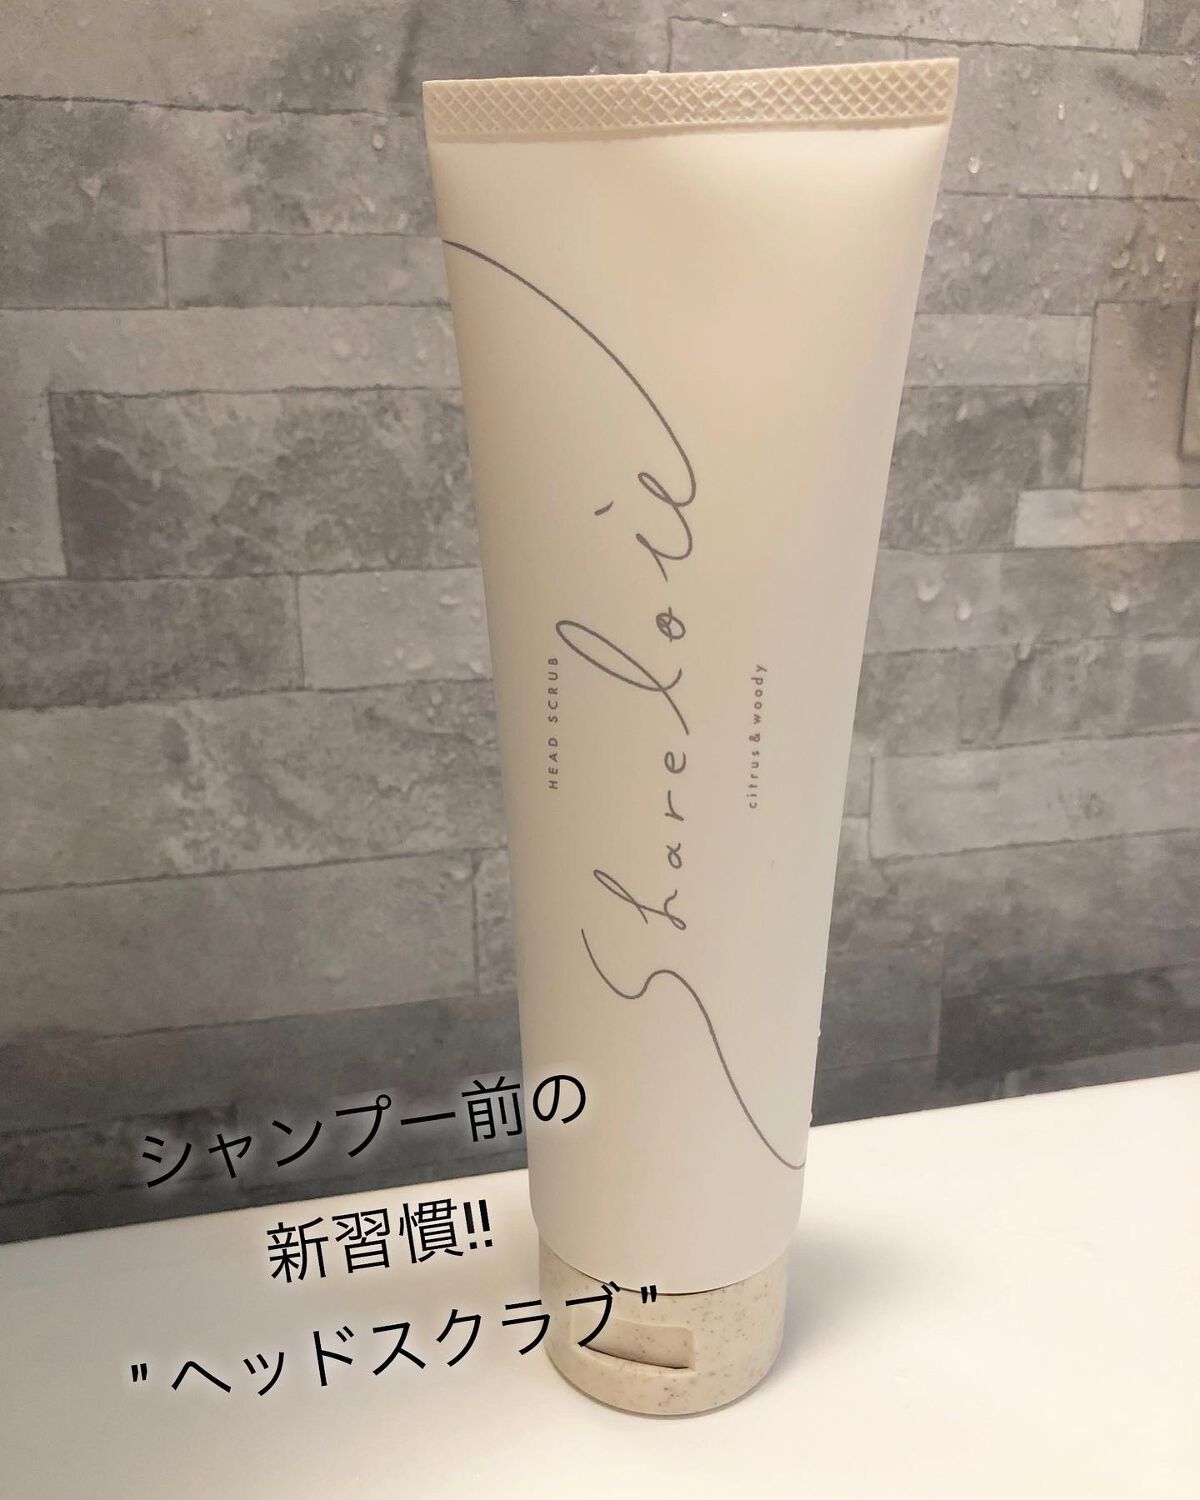 Shareloie
HEAD SCRUB
citrus&woody
シャンプー前の
新習慣!!
"ヘッドスクラブ"